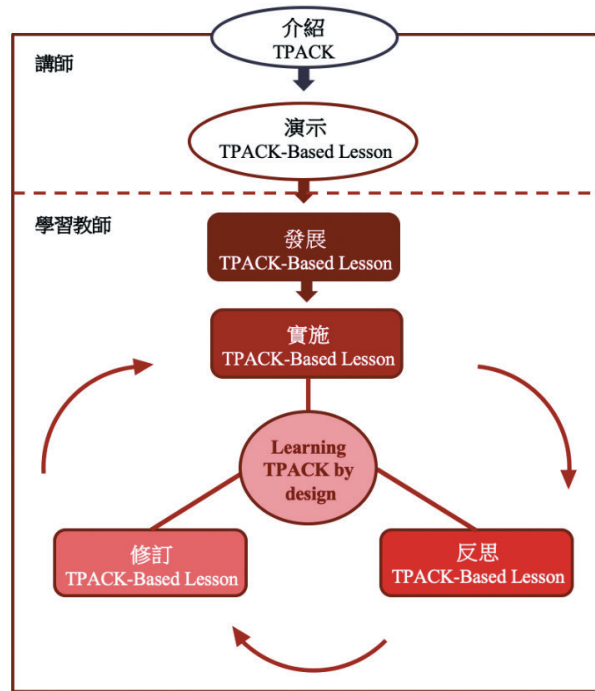 介紹
TPACK
講師
演示
TPACK-Based Lesson
學習教師
發展
TPACK-Based Lesson
實施
TPACK-Based Lesson
Learning
TPACK by
design
修訂
TPACK-Based Lesson
反思
TPACK-Based Lesson